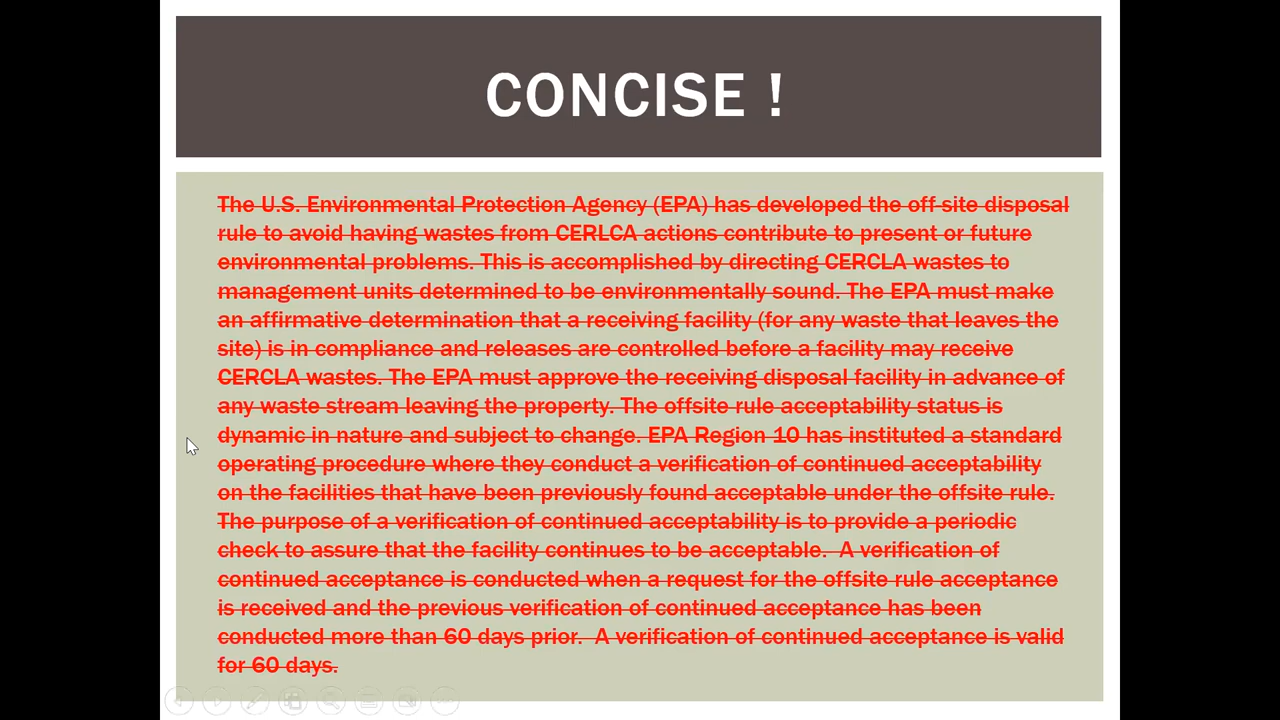 CONCISE !
The U.S. Environmental Protection Agency (EPA) has developed the off-site disposal
rule to avoid having wastes from CERLCA actions contribute to present or future
environmental problems. This is accomplished by directing CERCLA wastes to
management units determined to be environmentally sound. The EPA must make
an affirmative determination that a receiving facility (for any waste that leaves the
site) is in compliance and releases are controlled before a facility may receive
CERCLA wastes. The EPA must approve the receiving disposal facility in advance of
any waste stream leaving the property. The offsite rule acceptability status is
dynamic in nature and subject to change. EPA Region 10 has instituted a standard
operating procedure where they conduct a verification of continued acceptability
on the facilities that have been previously found acceptable under the offsite rule.
The purpose of a verification of continued acceptability is to provide a periodic
check to assure that the facility continues to be acceptable.  A verification of
continued acceptance is conducted when a request for the offsite rule acceptance
is received and the previous verification of continued acceptance has been
conducted more than 60 days prior.  A verification of continued acceptance is valid
for 60 days.